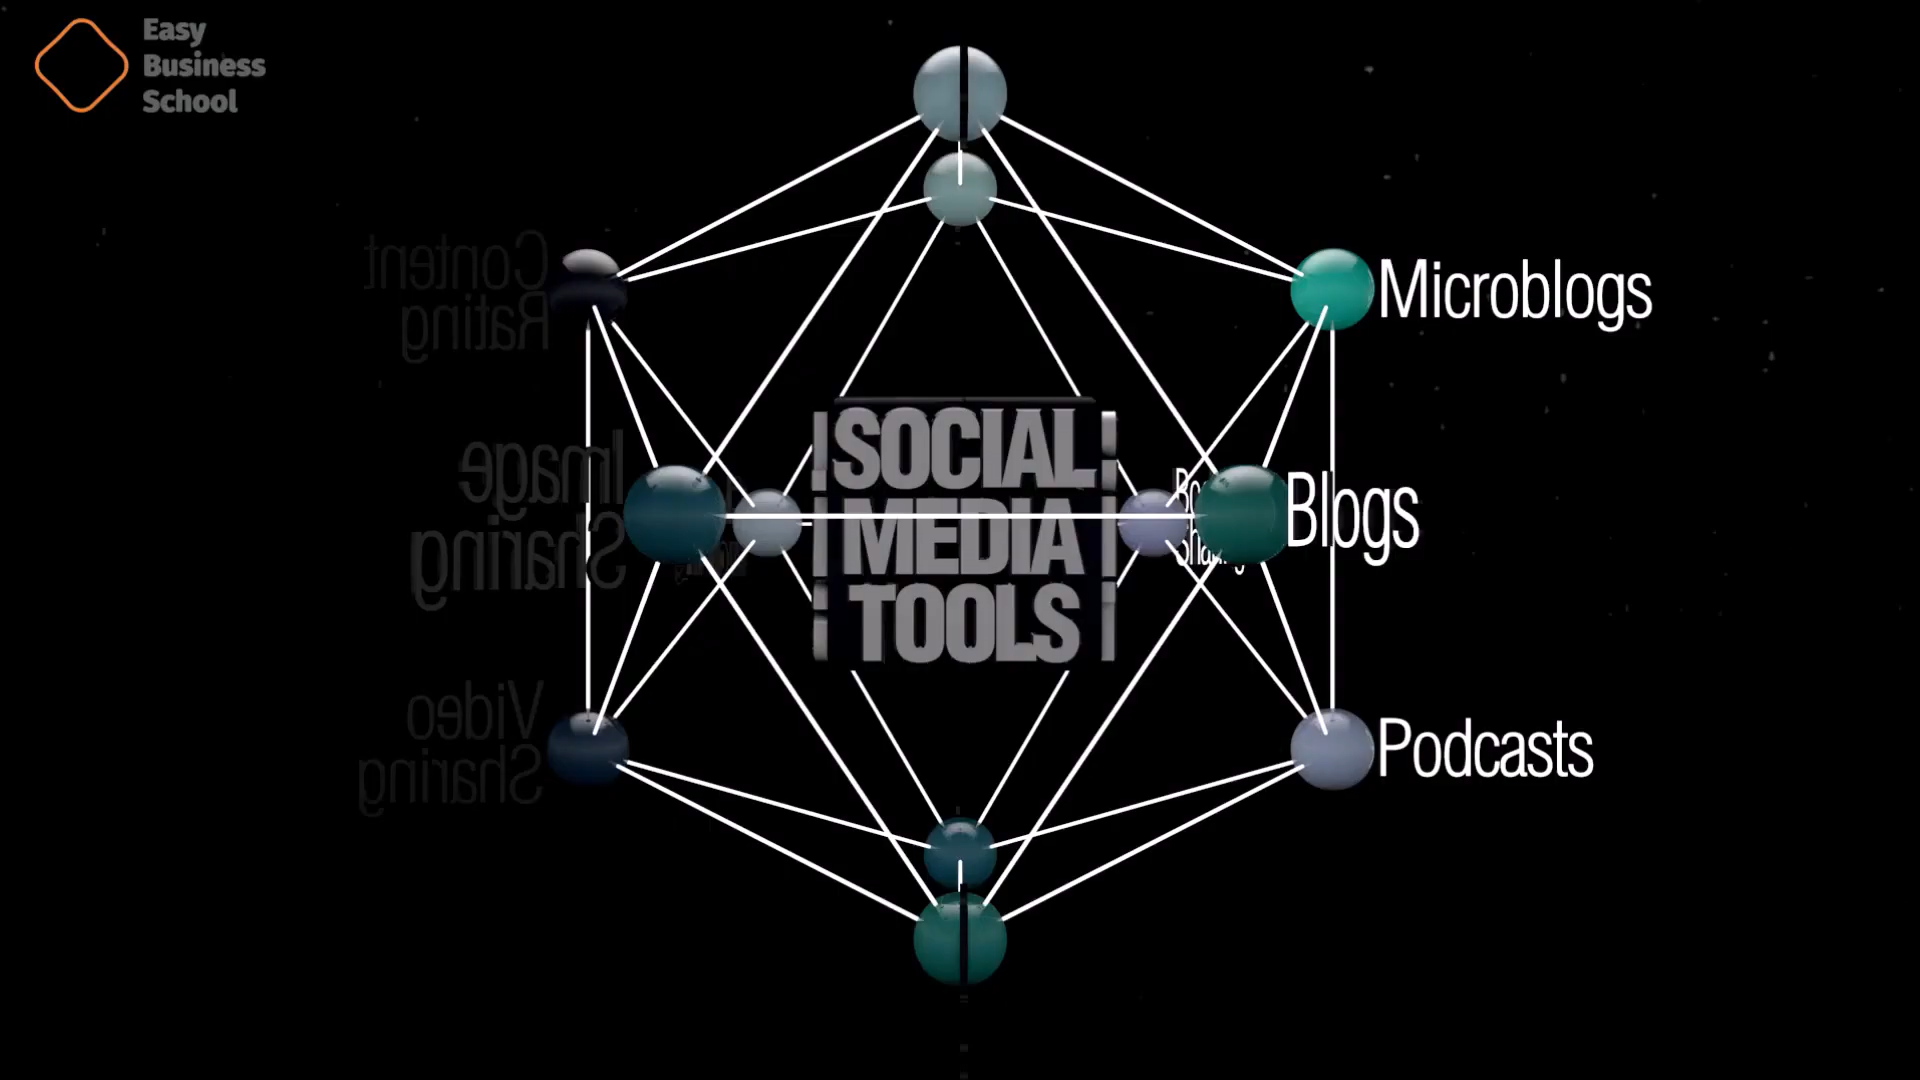 Easy
Business
School
Content
Rating
Microblogs
Image
Sharing
SOCIAL
MEDIA
TOOLS
Blogs
Video
Sharing
Podcasts